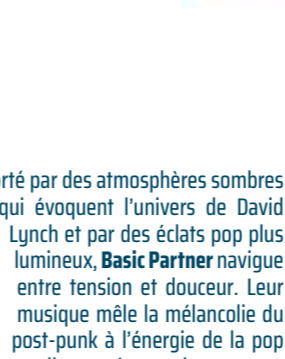 rté par des atmosphères sombres
qui évoquent l'univers de David
Lynch et par des éclats pop plus
lumineux, Basic Partner navigue
entre tension et douceur. Leur
musique mêle la mélancolie du
post-punk à l'énergie de la pop